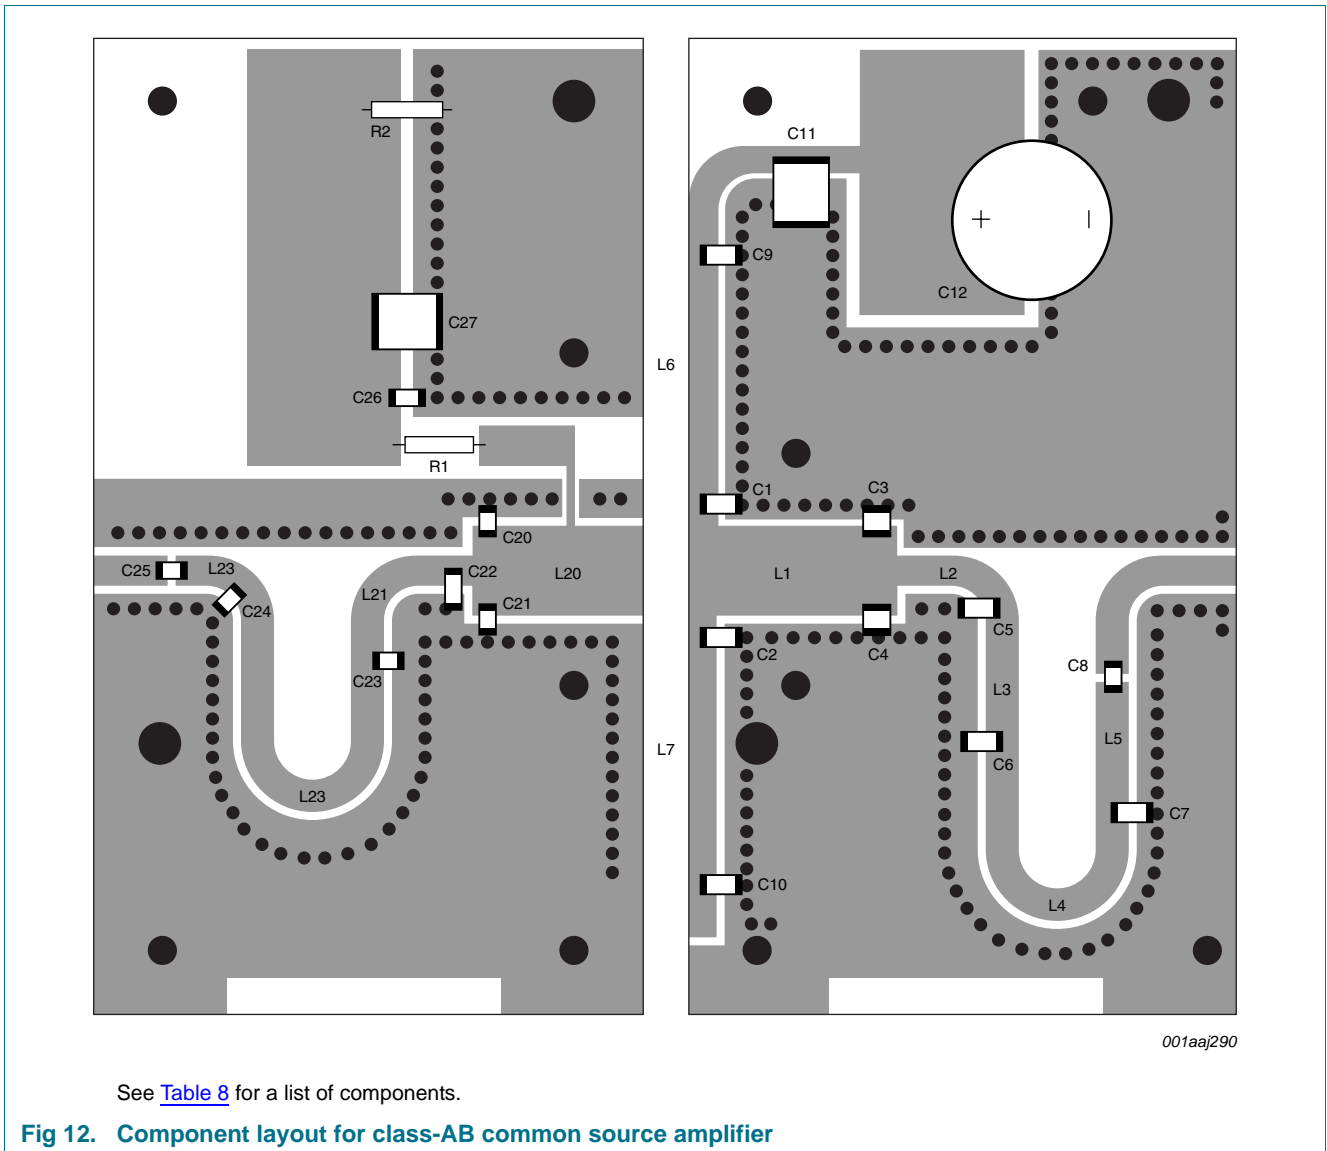 R2
C27
C26
R1
C20
C25
L23
C22
L20
L21
C24
C21
C23
L23
L6
L7
C11
+
C9
C12
C1
C3
L1
L2
C5
C2
C4
C8
L3
L5
C6
C7
C10
L4
001aaj290
See Table 8 for a list of components.
Fig 12. Component layout for class-AB common source amplifier